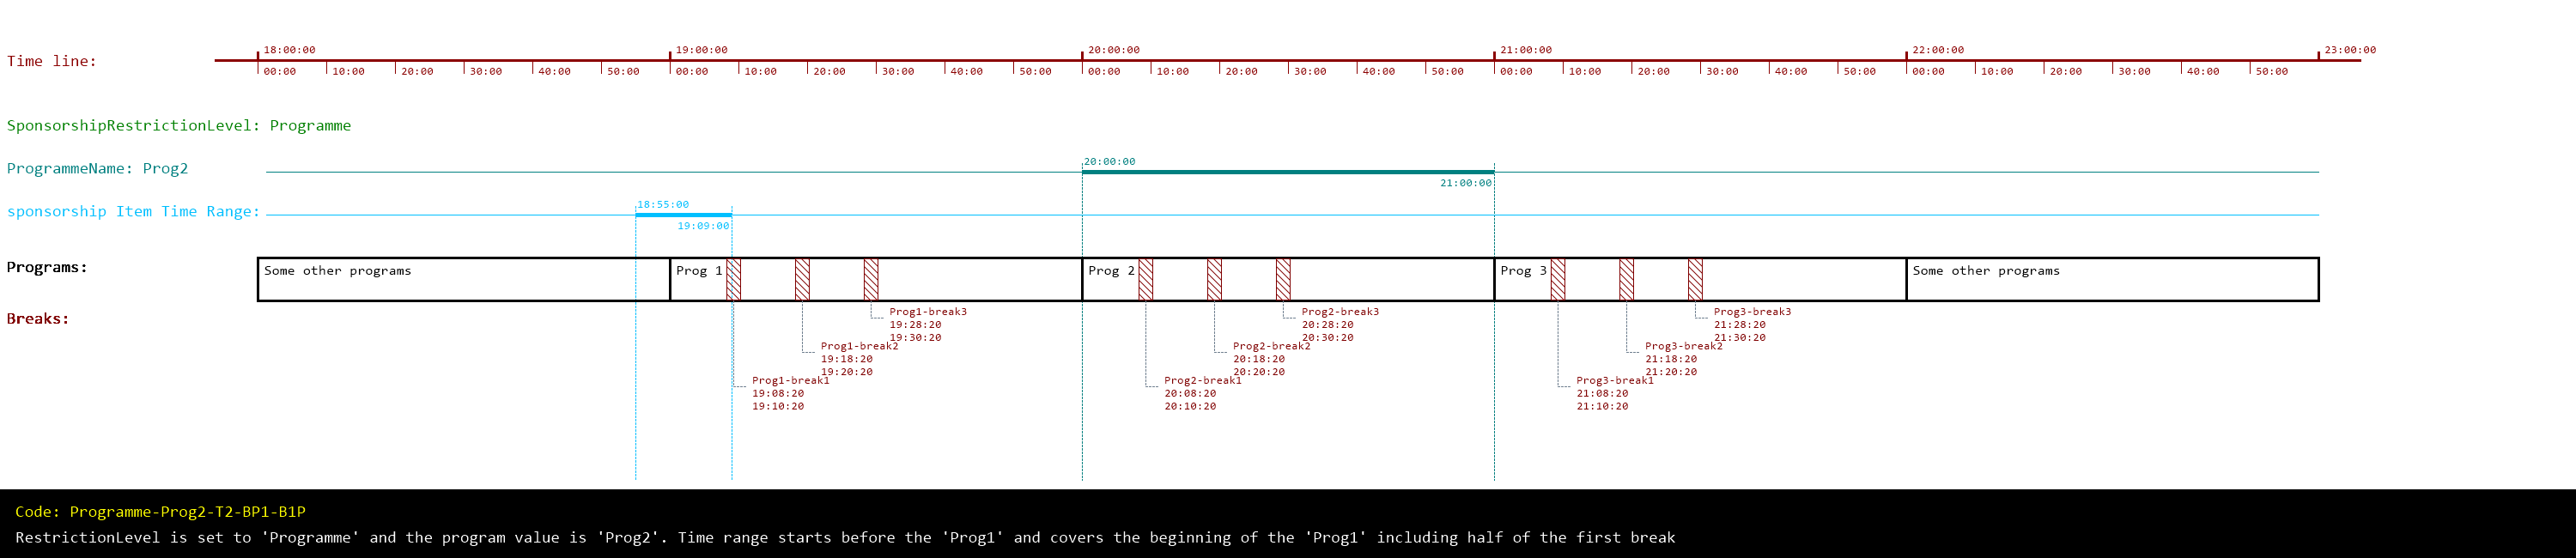 Time line:
18:00:00 19:00:00 20:00:00 21:00:00 22:00:00 23:00:00
00:00 10:00 20:00 30:00 40:00 50:00 00:00 10:00 20:00 30:00 40:00 50:00 00:00 10:00 20:00 30:00 40:00 50:00 00:00 10:00 20:00 30:00 40:00 50:00 00:00 10:00 20:00 30:00 40:00 50:00
SponsorshipRestrictionLevel: Programme
ProgrammeName: Prog2
20:00:00
21:00:00
sponsorship Item Time Range:
18:55:00
19:09:00
Programs:
Some other programs
Prog 1
Prog 2
Prog 3
Some other programs
Breaks:
Prog1-break3
19:28:20
19:30:20
Prog1-break2
19:18:20
19:20:20
Prog1-break1
19:08:20
19:10:20
Prog2-break3
20:28:20
20:30:20
Prog2-break2
20:18:20
20:20:20
Prog2-break1
20:08:20
20:10:20
Prog3-break3
21:28:20
21:30:20
Prog3-break2
21:18:20
21:20:20
Prog3-break1
21:08:20
21:10:20
Code: Programme-Prog2-T2-BP1-B1P
RestrictionLevel is set to 'Programme' and the program value is 'Prog2'. Time range starts before the 'Prog1' and covers the beginning of the 'Prog1' including half of the first break